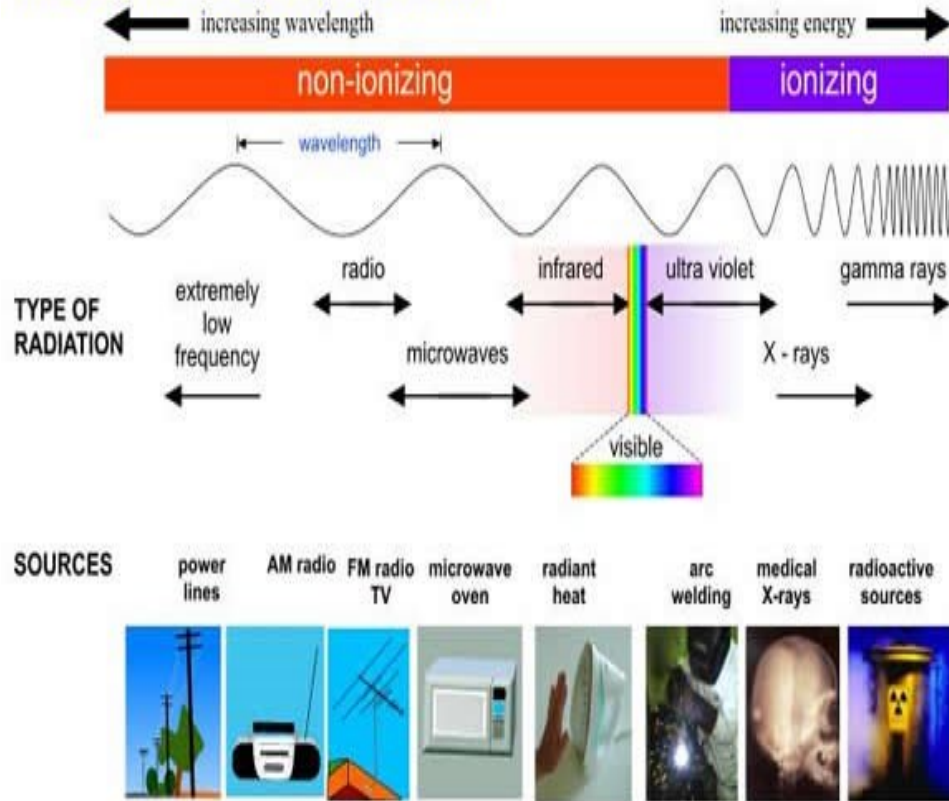 increasing wavelength
increasing energy
non-ionizing
ionizing
wavelength
radio
infrared
ultra violet
gamma rays
TYPE OF
RADIATION
extremely
low
frequency
microwaves
X - rays
visible
SOURCES
power
lines
AM radio
FM radio
TV
microwave
oven
radiant
heat
arc
welding
medical
X-rays
radioactive
sources